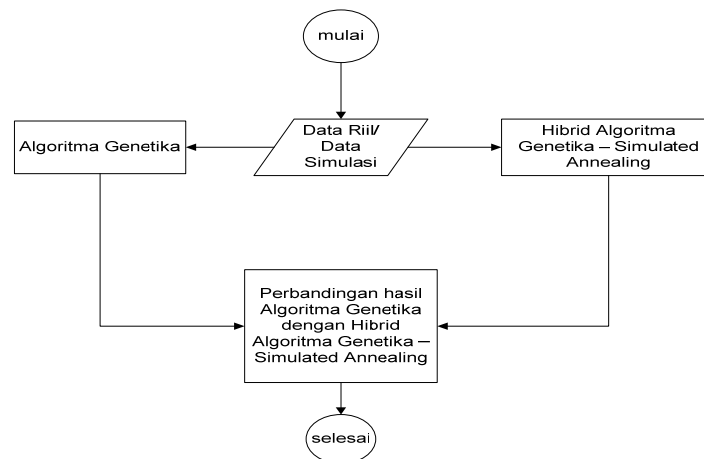 mulai
Algoritma Genetika
Data Riil/
Data
Simulasi
Hibrid Algoritma
Genetika – Simulated
Annealing
Perbandingan hasil
Algoritma Genetika
dengan Hibrid
Algoritma Genetika –
Simulated Annealing
selesai